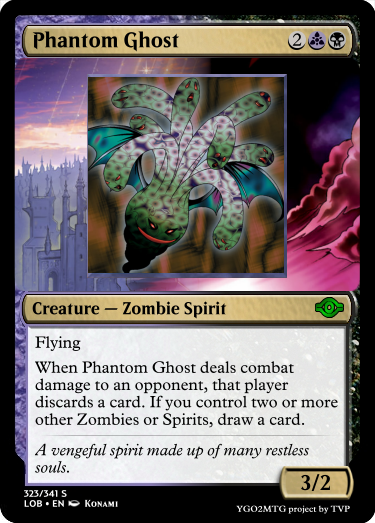 Phantom Ghost 2
Creature — Zombie Spirit
Flying
When Phantom Ghost deals combat
damage to an opponent, that player
discards a card. If you control two or more
other Zombies or Spirits, draw a card.
A vengeful spirit made up of many restless
souls.
3/2
323/341 S
LOB • EN KONAMI
YGO2MTG project by TVP